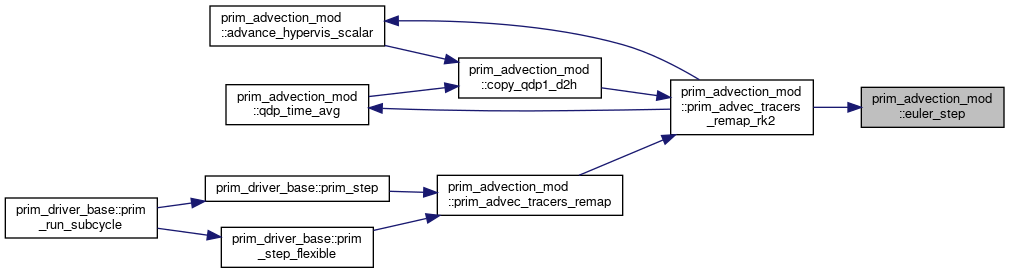 prim_advection_mod
::advance_hypervis_scalar
prim_advection_mod
::copy_qdp1_d2h
prim_advection_mod
::qdp_time_avg
prim_advection_mod
::prim_advec_tracers
_remap_rk2
prim_advection_mod
::euler_step
prim_driver_base::prim_step
prim_advection_mod
::prim_advec_tracers_remap
prim_driver_base::prim
_run_subcycle
prim_driver_base::prim
_step_flexible